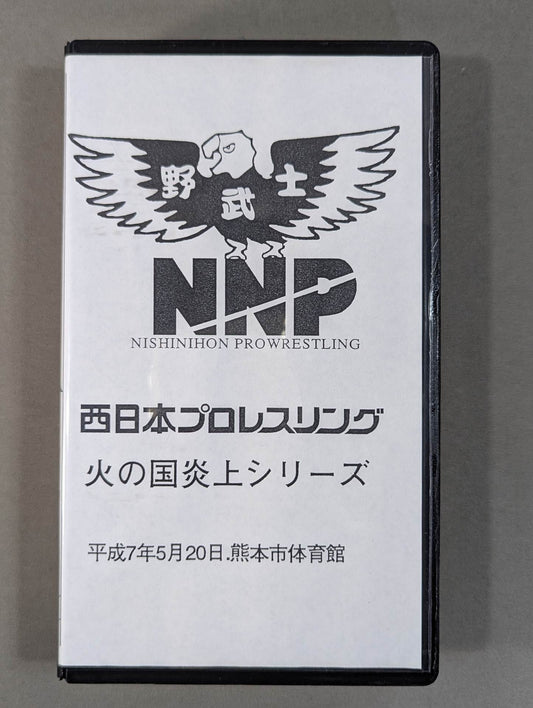 野武士
NNP
NISHINIHON PROWRESTLING
西日本プロレスリング
火の国炎上シリーズ
平成7年5月20日.熊本市体育館